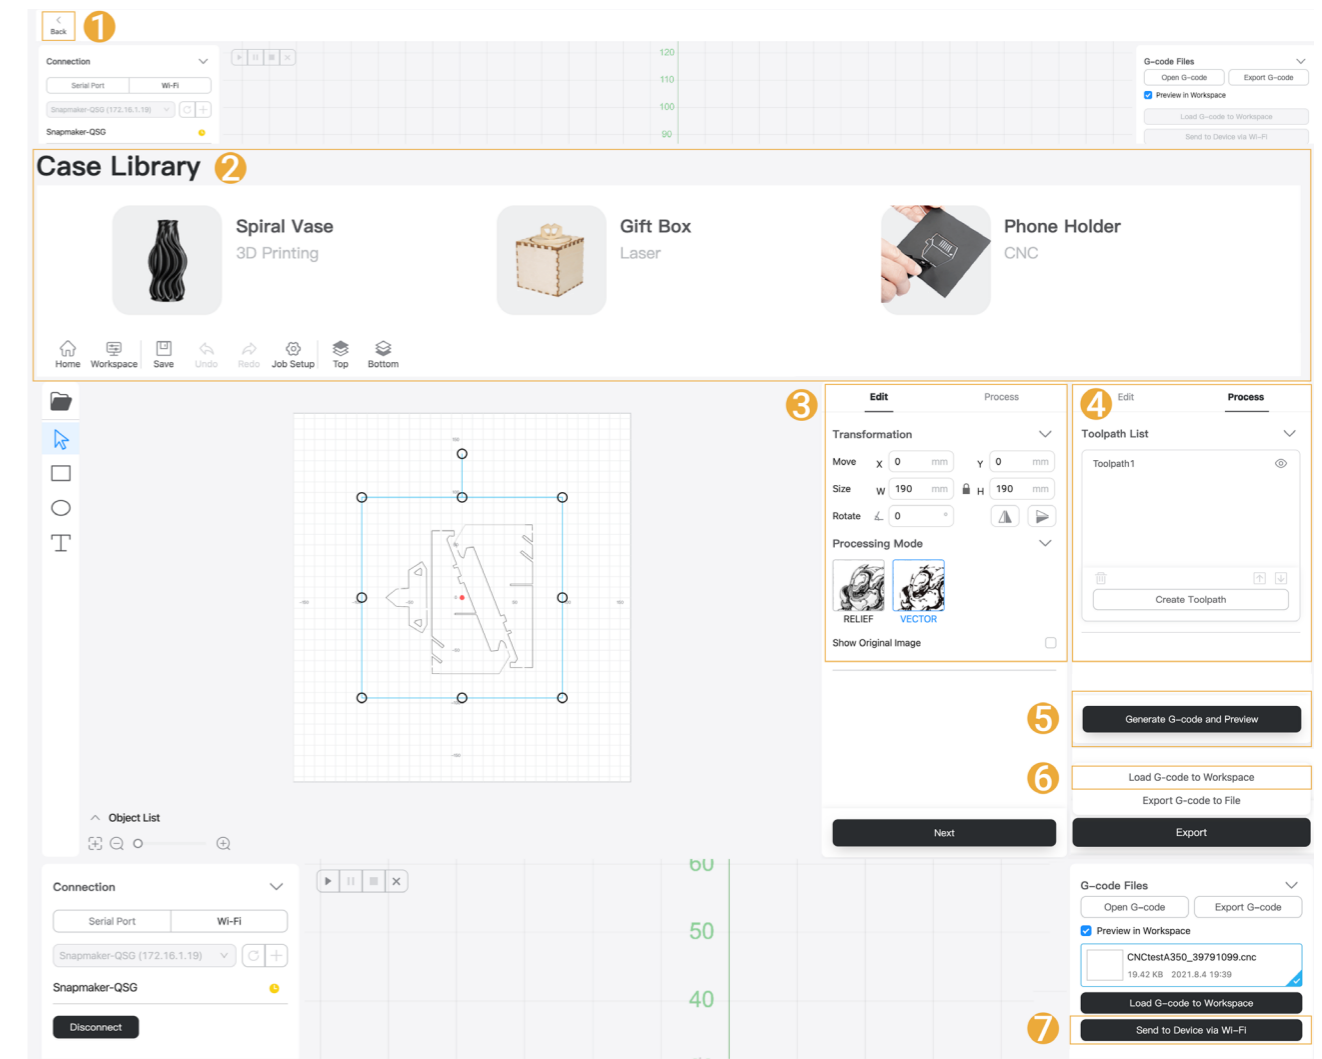 Back
1
Connection
Serial Port Wi-Fi
Snapmaker-QSG (172.16.1.19)
Snapmaker-QSG
120
110
100
90
G-code Files
Open G-code Export G-code
Preview in Workspace
Load G-code to Workspace
Send to Device via Wi-Fi
Case Library 2
Spiral Vase
3D Printing
Gift Box
Laser
Phone Holder
CNC
Home Workspace Save Undo Redo Job Setup Top Bottom
T
Object List
3
Edit Process
Transformation
Move X 0 mm Y 0 mm
Size W 190 mm H 190 mm
Rotate 0 °
Processing Mode
RELIEF VECTOR
Show Original Image
Next
4
Edit Process
Toolpath List
Toolpath1
Create Toolpath
5
Generate G-code and Preview
6
Load G-code to Workspace
Export G-code to File
Export
Connection
Serial Port Wi-Fi
Snapmaker-QSG (172.16.1.19)
Snapmaker-QSG
Disconnect
60
50
40
G-code Files
Open G-code Export G-code
Preview in Workspace
CNCtestA350_39791099.cnc
19.42 KB 2021.8.4 19:39
Load G-code to Workspace
7
Send to Device via Wi-Fi